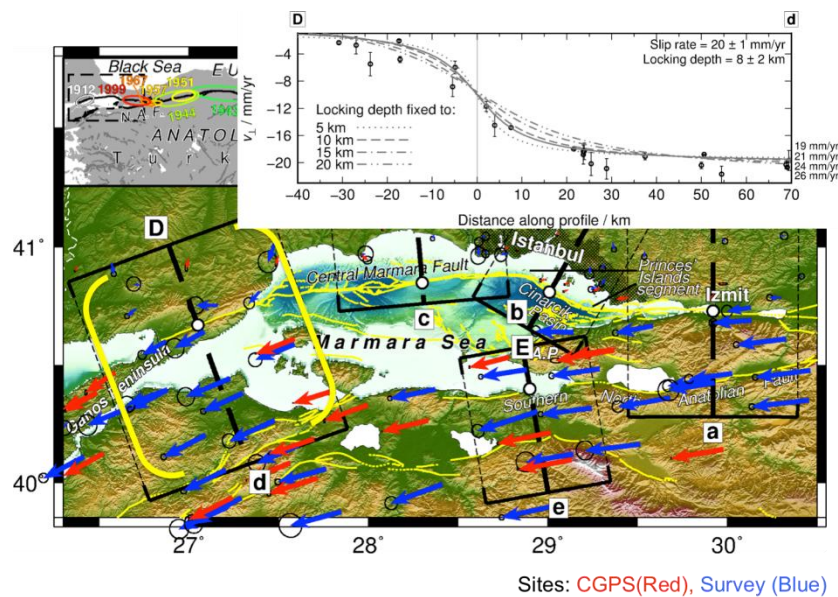 D
d
Slip rate = 20 ± 1 mm/yr
Locking depth = 8 ± 2 km
-4
-8
-12
-16
-20
v⊥ / mm/yr
Locking depth fixed to:
5 km
10 km
15 km
20 km
19 mm/yr
21 mm/yr
24 mm/yr
26 mm/yr
-40 -30 -20 -10 0 10 20 30 40 50 60 70
Distance along profile / km
Black Sea
E U
1967
1951
1912
1999
1957
1944
N A F
ANATOL
T u r k
41°
40°
D
Istanbul
Central Marmara Fault
Princes'
Islands
segment
Izmit
Cinarcik
Basin
b
c
Marmara Sea
E
A.P.
Ganos Peninsula
Southern North Anatolian Fault
a
d
e
27° 28° 29° 30°
Sites: CGPS(Red), Survey (Blue)